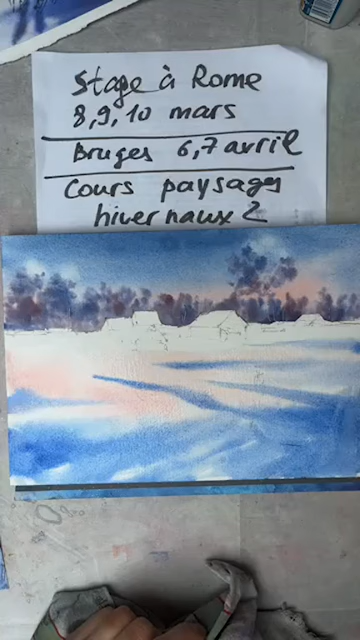 Stage à Rome
8,9,10 mars
Bruges 6,7 avril
Cours paysages
hivernaux 2